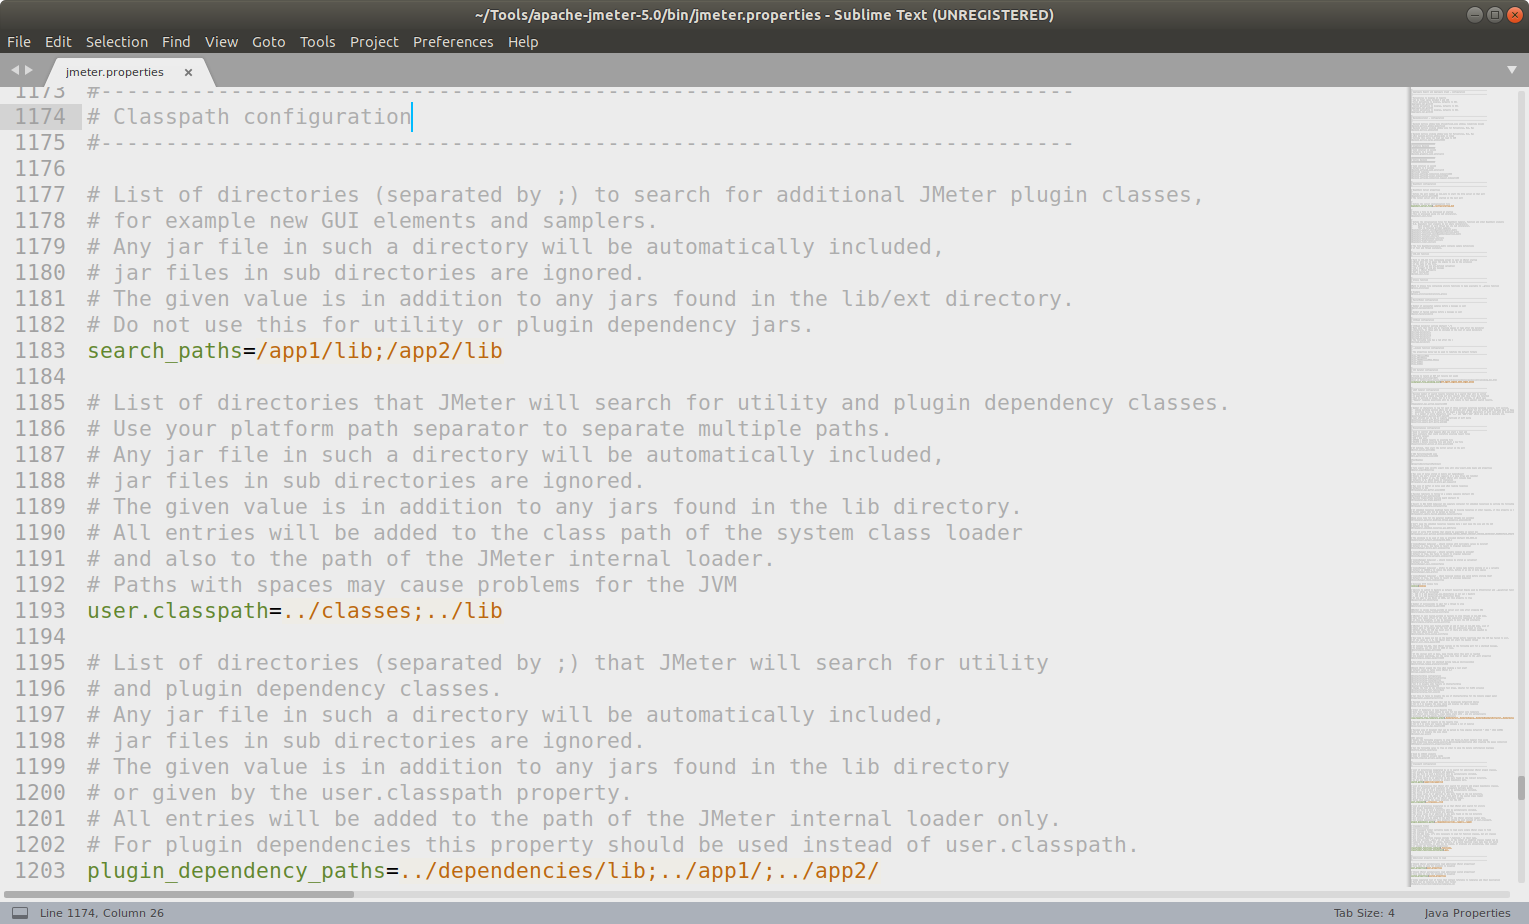 ~/Tools/apache-jmeter-5.0/bin/jmeter.properties - Sublime Text (UNREGISTERED)
File Edit Selection Find View Goto Tools Project Preferences Help
jmeter.properties
1173 #---------------------------------------------------------------------------
1174 # Classpath configuration
1175 #---------------------------------------------------------------------------
1176
1177 # List of directories (separated by ;) to search for additional JMeter plugin classes,
1178 # for example new GUI elements and samplers.
1179 # Any jar file in such a directory will be automatically included,
1180 # jar files in sub directories are ignored.
1181 # The given value is in addition to any jars found in the lib/ext directory.
1182 # Do not use this for utility or plugin dependency jars.
1183 search_paths=/app1/lib;/app2/lib
1184
1185 # List of directories that JMeter will search for utility and plugin dependency classes.
1186 # Use your platform path separator to separate multiple paths.
1187 # Any jar file in such a directory will be automatically included,
1188 # jar files in sub directories are ignored.
1189 # The given value is in addition to any jars found in the lib directory.
1190 # All entries will be added to the class path of the system class loader
1191 # and also to the path of the JMeter internal loader.
1192 # Paths with spaces may cause problems for the JVM
1193 user.classpath=../classes;../lib
1194
1195 # List of directories (separated by ;) that JMeter will search for utility
1196 # and plugin dependency classes.
1197 # Any jar file in such a directory will be automatically included,
1198 # jar files in sub directories are ignored.
1199 # The given value is in addition to any jars found in the lib directory
1200 # or given by the user.classpath property.
1201 # All entries will be added to the path of the JMeter internal loader only.
1202 # For plugin dependencies this property should be used instead of user.classpath.
1203 plugin_dependency_paths=../dependencies/lib;../app1/;../app2/
Line 1174, Column 26 Tab Size: 4 Java Properties